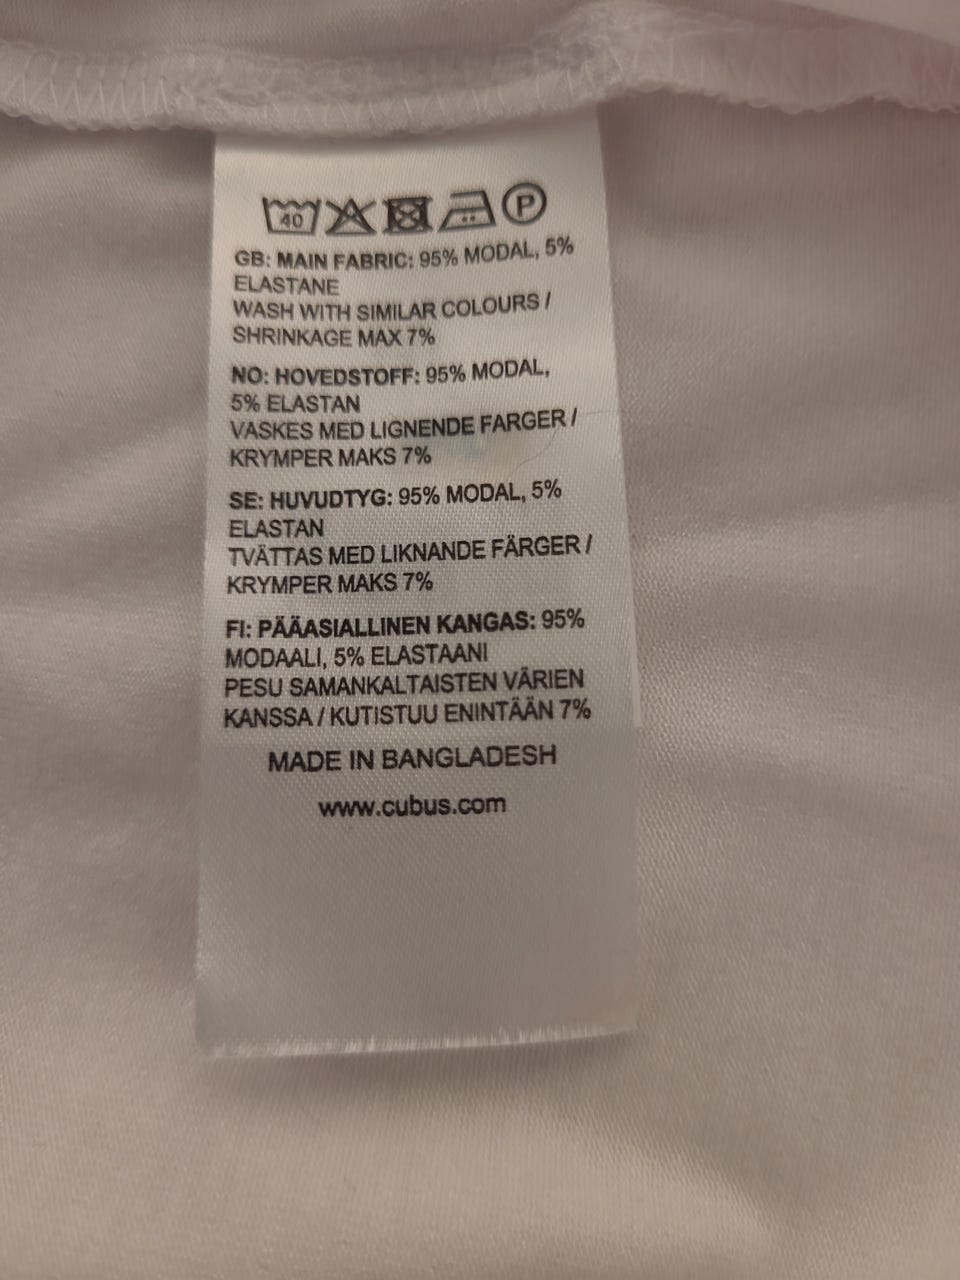 40 P
GB: MAIN FABRIC: 95% MODAL, 5%
ELASTANE
WASH WITH SIMILAR COLOURS /
SHRINKAGE MAX 7%
NO: HOVEDSTOFF: 95% MODAL,
5% ELASTAN
VASKES MED LIGNENDE FARGER /
KRYMPER MAKS 7%
SE: HUVUDTYG: 95% MODAL, 5%
ELASTAN
TVÄTTAS MED LIKNANDE FÄRGER /
KRYMPER MAKS 7%
FI: PÄÄASIALLINEN KANGAS: 95%
MODAALI, 5% ELASTAANI
PESU SAMANKALTAISTEN VÄRIEN
KANSSA / KUTISTUU ENINTÄÄN 7%
MADE IN BANGLADESH
www.cubus.com